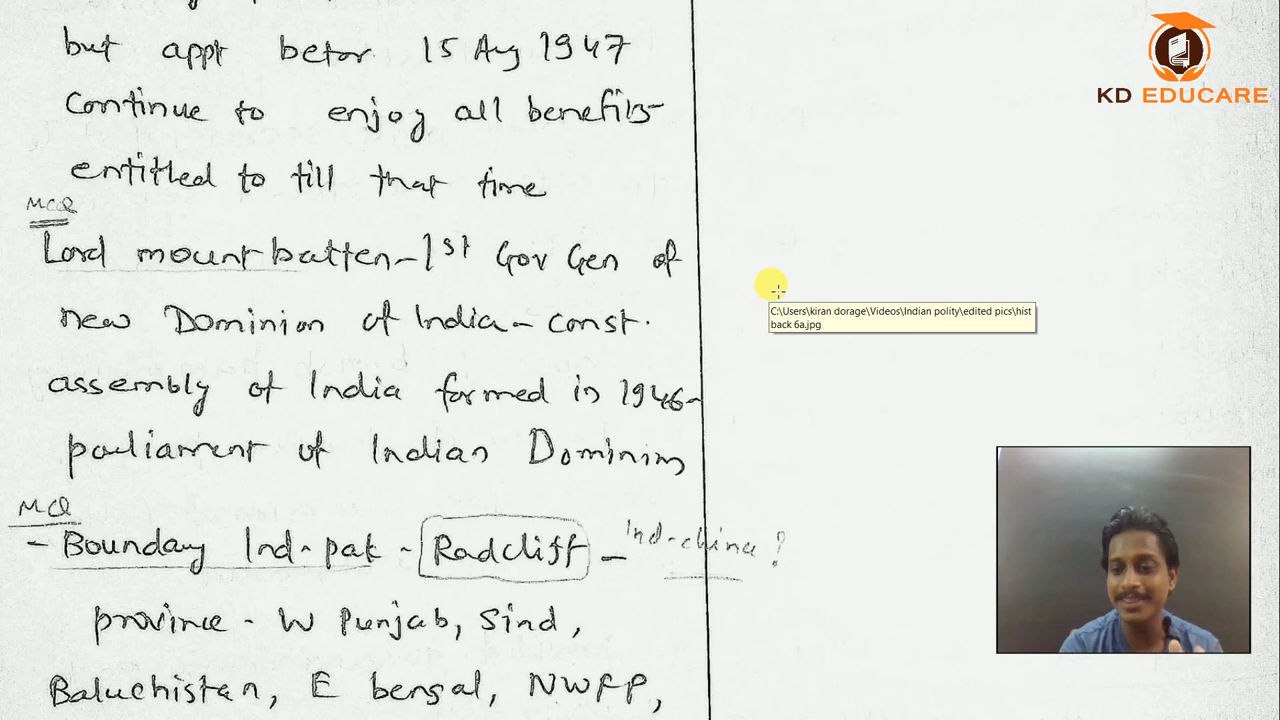 but appt befor 15 Aug 1947
Continue to enjoy all benefits
entitled to till that time
MCQ
Lord mountbatten - 1st Gov Gen of
new Dominion of India - const.
assembly of India formed in 1946 -
parliament of Indian Dominion
MCQ
- Bounday Ind - pak - Radcliff - Ind-china ?
province - W Punjab, Sind,
Baluchistan, E bengal, NWFP,
KD EDUCARE
C:\Users\kiran dorage\Videos\Indian polity\edited pics\hist
back 6a.jpg